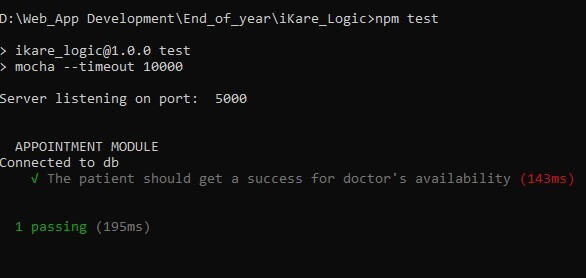 D:\Web_App Development\End_of_year\iKare_Logic>npm test
> ikare_logic@1.0.0 test
> mocha --timeout 10000
Server listening on port:  5000
APPOINTMENT MODULE
Connected to db
√ The patient should get a success for doctor's availability (143ms)
1 passing (195ms)